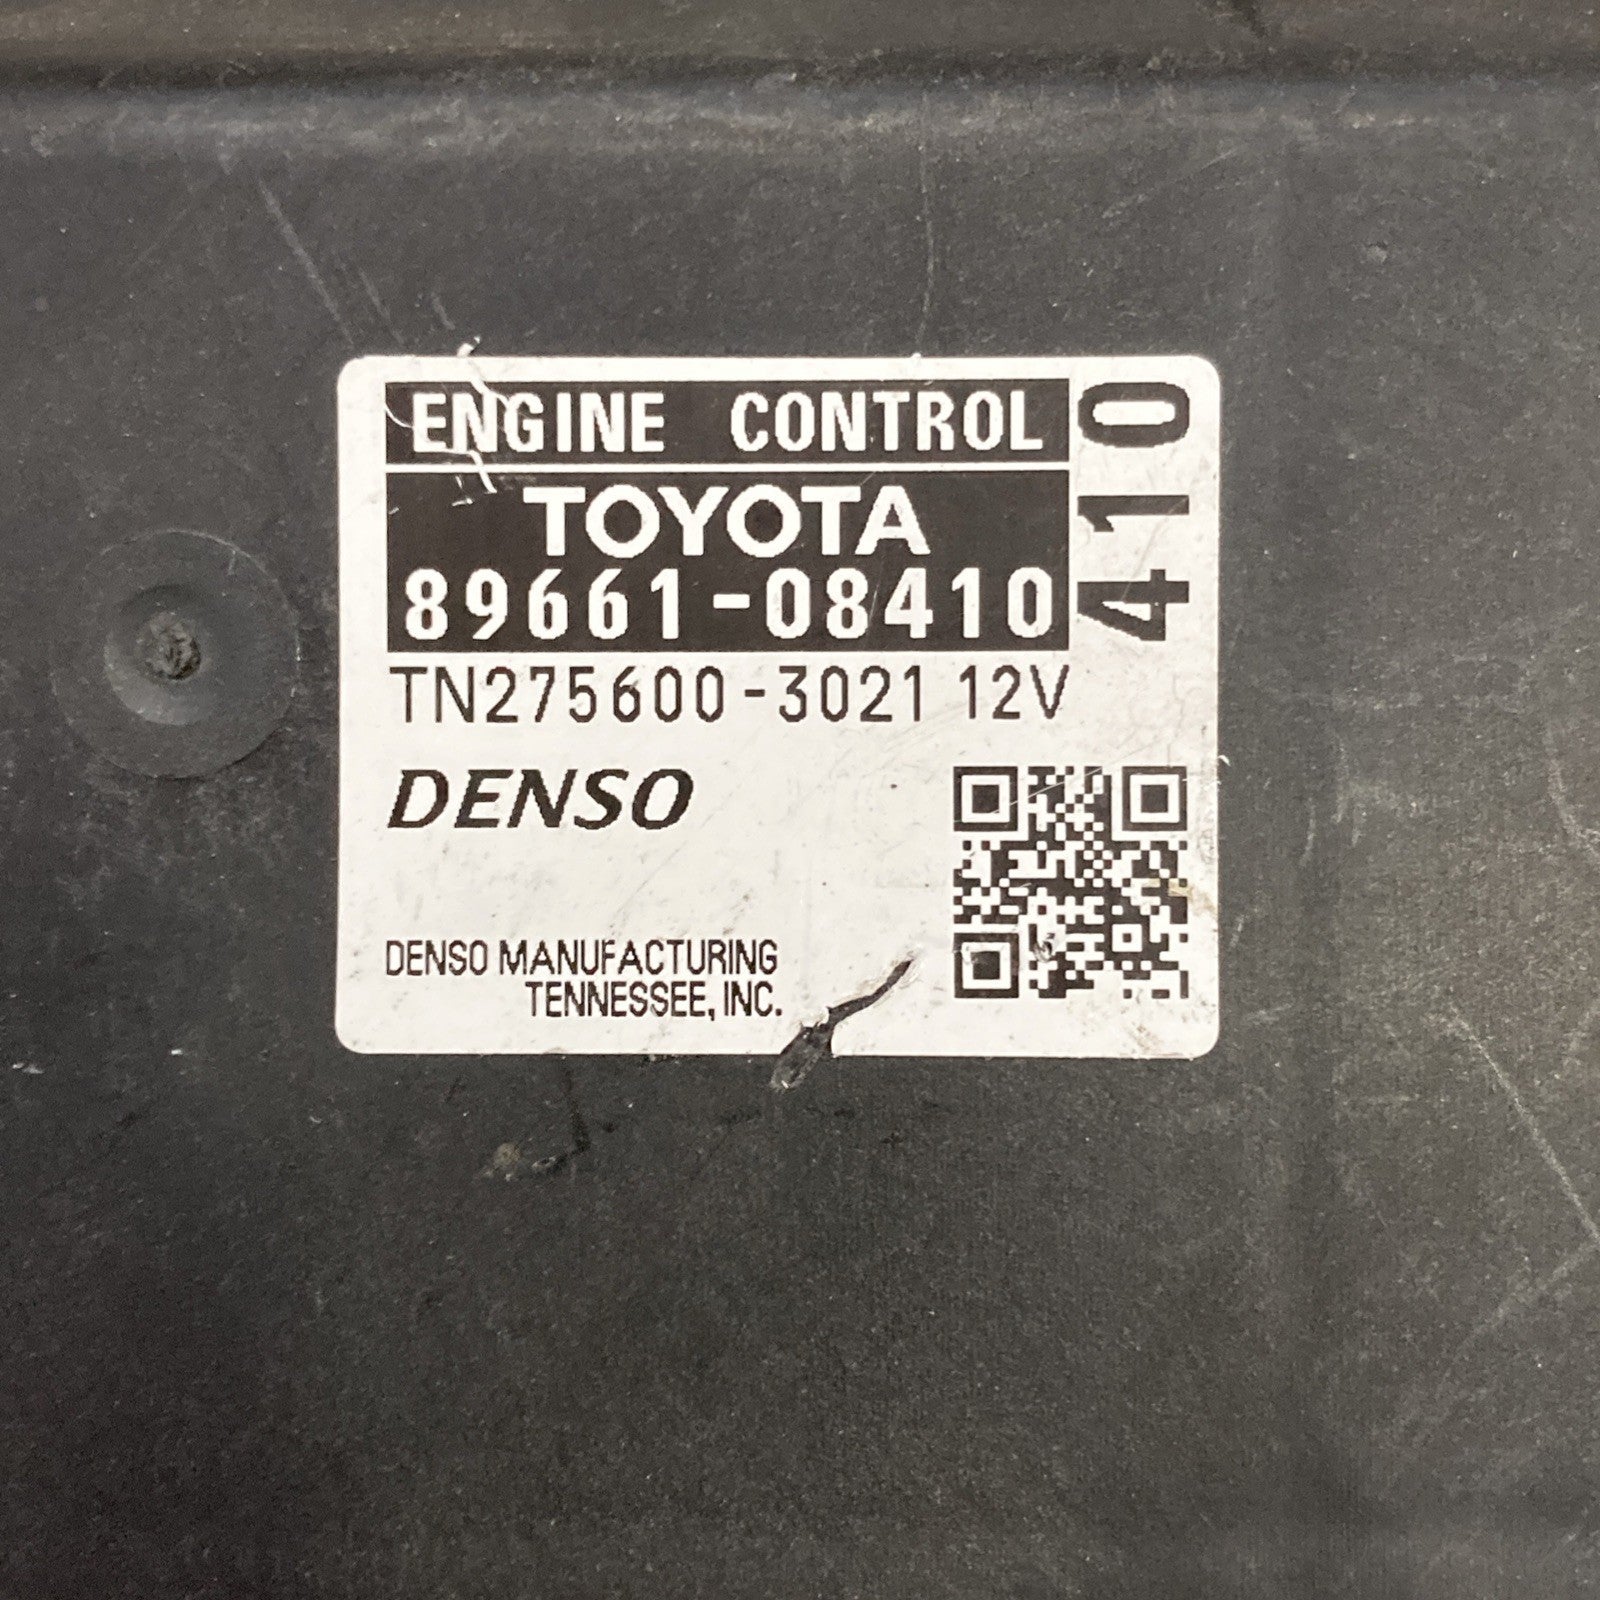 ENGINE CONTROL
TOYOTA
89661-08410
410
TN275600-3021 12V
DENSO
DENSO MANUFACTURING
TENNESSEE, INC.